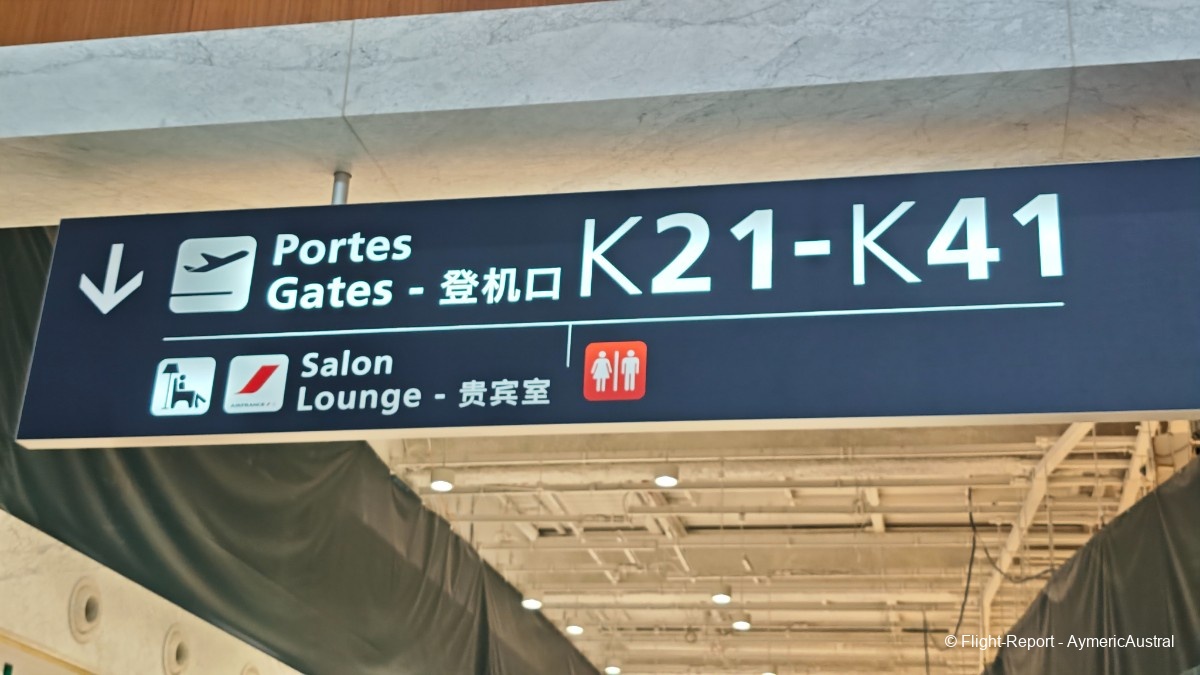 Portes
Gates - 登机口 K21-K41
Salon
Lounge - 贵宾室
© Flight-Report - AymericAustral